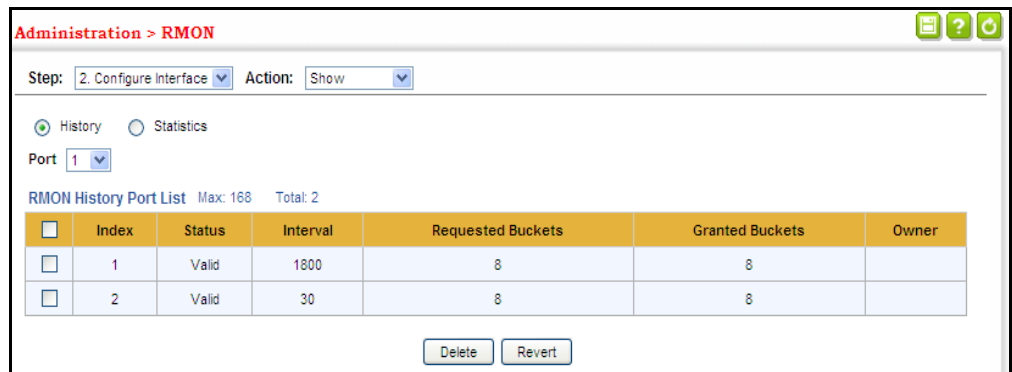 Administration > RMON
?
Step: 2. Configure Interface Action: Show
History Statistics
Port 1
RMON History Port List Max: 168 Total: 2
Index Status Interval Requested Buckets Granted Buckets Owner
1 Valid 1800 8 8
2 Valid 30 8 8
Delete Revert